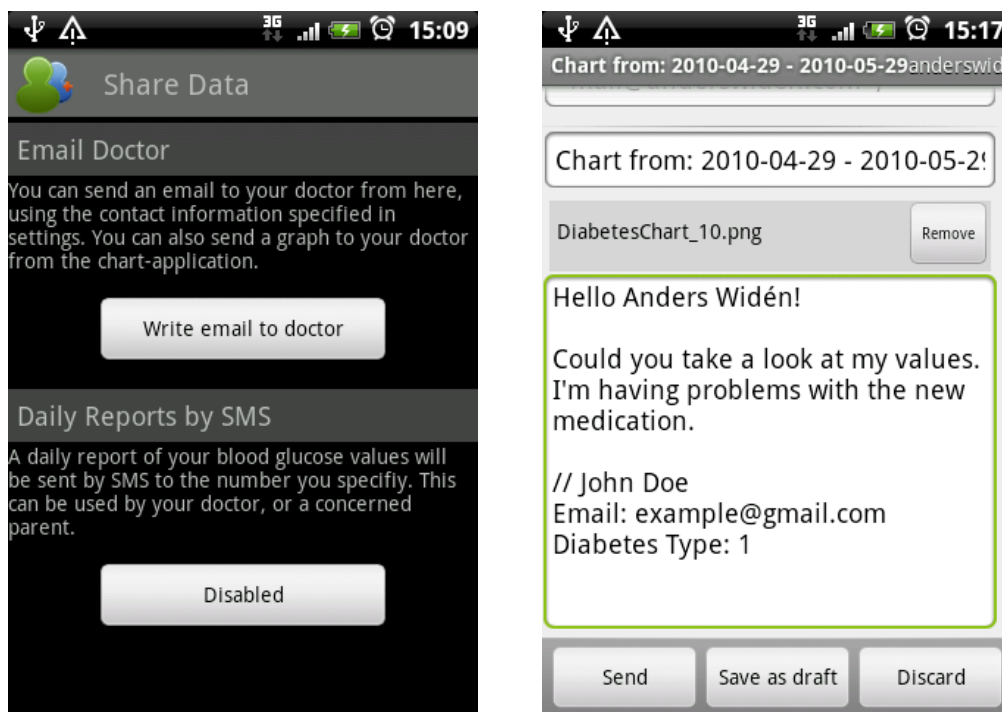 3G 15:09
Share Data
Email Doctor
You can send an email to your doctor from here,
using the contact information specified in
settings. You can also send a graph to your doctor
from the chart-application.
Write email to doctor
Daily Reports by SMS
A daily report of your blood glucose values will
be sent by SMS to the number you specifiy. This
can be used by your doctor, or a concerned
parent.
Disabled
3G 15:17
Chart from: 2010-04-29 - 2010-05-29anderswid
Chart from: 2010-04-29 - 2010-05-29
DiabetesChart_10.png
Remove
Hello Anders Widén!
Could you take a look at my values.
I'm having problems with the new
medication.
// John Doe
Email: example@gmail.com
Diabetes Type: 1
Send
Save as draft
Discard